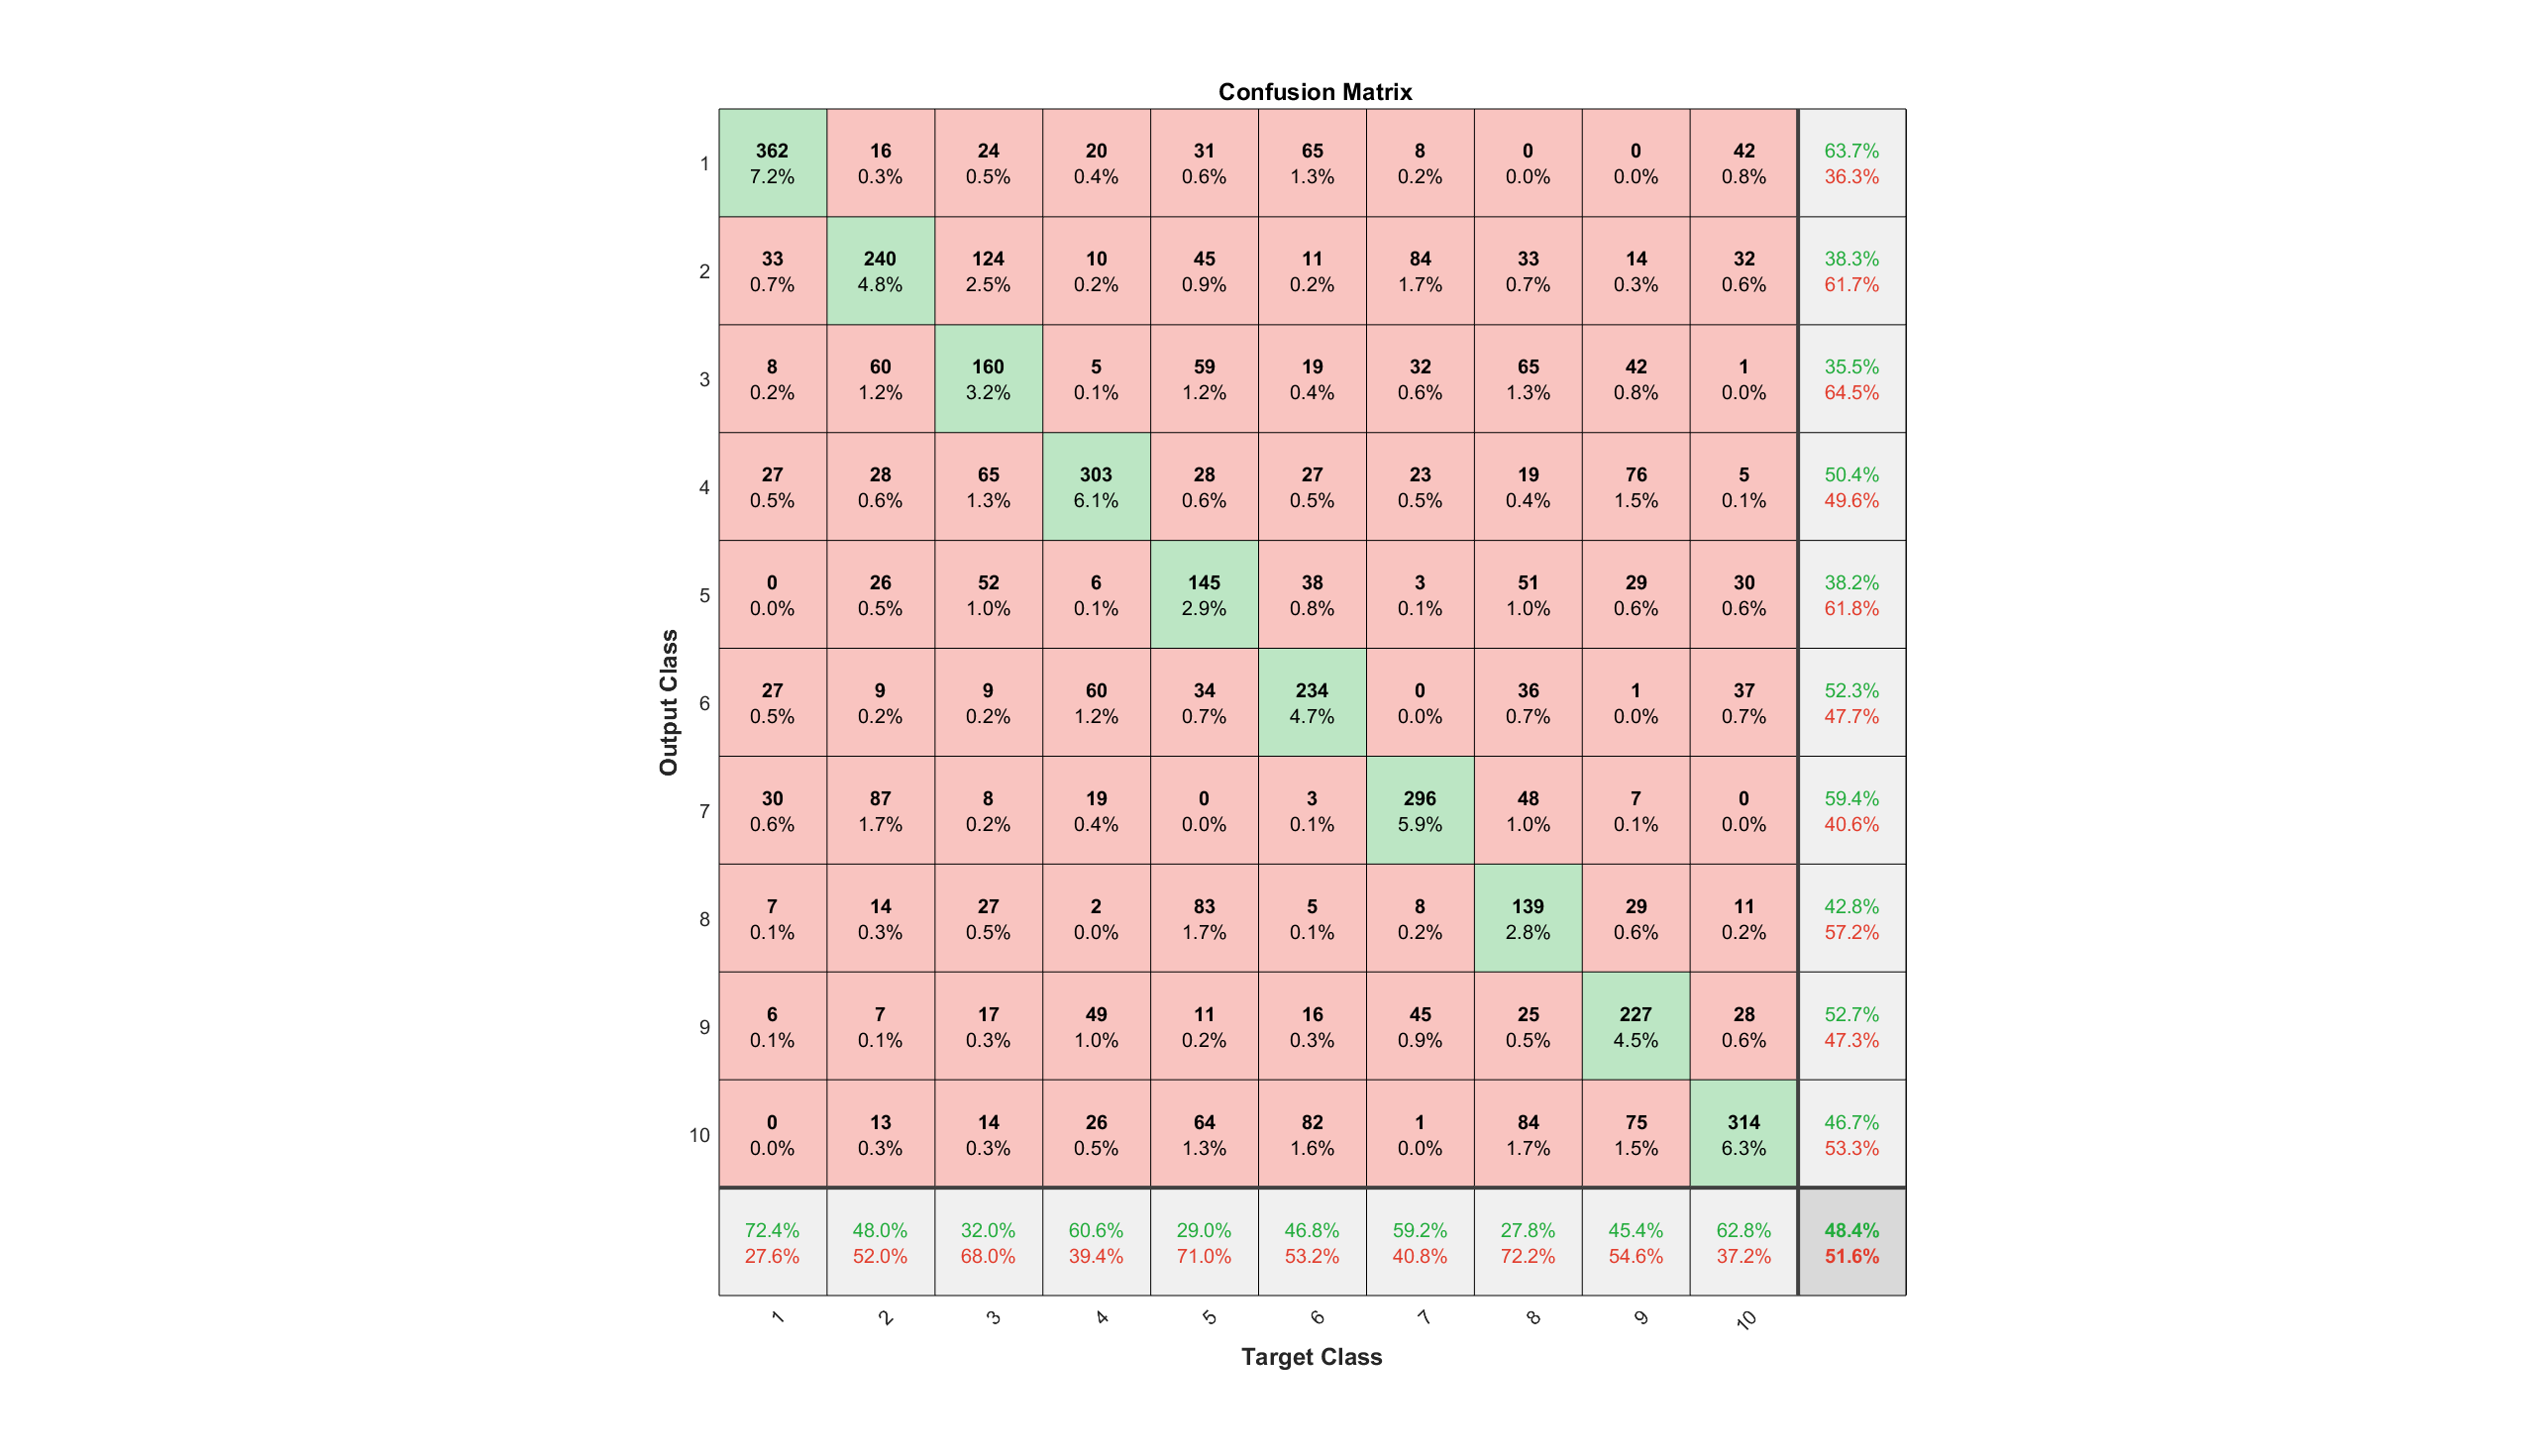 Confusion Matrix
362 16 24 20 31 65 8 0 0 42 63.7%
1
7.2% 0.3% 0.5% 0.4% 0.6% 1.3% 0.2% 0.0% 0.0% 0.8% 36.3%
33 240 124 10 45 11 84 33 14 32 38.3%
2
0.7% 4.8% 2.5% 0.2% 0.9% 0.2% 1.7% 0.7% 0.3% 0.6% 61.7%
8 60 160 5 59 19 32 65 42 1 35.5%
3
0.2% 1.2% 3.2% 0.1% 1.2% 0.4% 0.6% 1.3% 0.8% 0.0% 64.5%
27 28 65 303 28 27 23 19 76 5 50.4%
4
0.5% 0.6% 1.3% 6.1% 0.6% 0.5% 0.5% 0.4% 1.5% 0.1% 49.6%
0 26 52 6 145 38 3 51 29 30 38.2%
5
0.0% 0.5% 1.0% 0.1% 2.9% 0.8% 0.1% 1.0% 0.6% 0.6% 61.8%
Output Class
27 9 9 60 34 234 0 36 1 37 52.3%
6
0.5% 0.2% 0.2% 1.2% 0.7% 4.7% 0.0% 0.7% 0.0% 0.7% 47.7%
30 87 8 19 0 3 296 48 7 0 59.4%
7
0.6% 1.7% 0.2% 0.4% 0.0% 0.1% 5.9% 1.0% 0.1% 0.0% 40.6%
7 14 27 2 83 5 8 139 29 11 42.8%
8
0.1% 0.3% 0.5% 0.0% 1.7% 0.1% 0.2% 2.8% 0.6% 0.2% 57.2%
6 7 17 49 11 16 45 25 227 28 52.7%
9
0.1% 0.1% 0.3% 1.0% 0.2% 0.3% 0.9% 0.5% 4.5% 0.6% 47.3%
0 13 14 26 64 82 1 84 75 314 46.7%
10
0.0% 0.3% 0.3% 0.5% 1.3% 1.6% 0.0% 1.7% 1.5% 6.3% 53.3%
72.4% 48.0% 32.0% 60.6% 29.0% 46.8% 59.2% 27.8% 45.4% 62.8% 48.4%
27.6% 52.0% 68.0% 39.4% 71.0% 53.2% 40.8% 72.2% 54.6% 37.2% 51.6%
1 2 3 4 5 6 7 8 9 10
Target Class